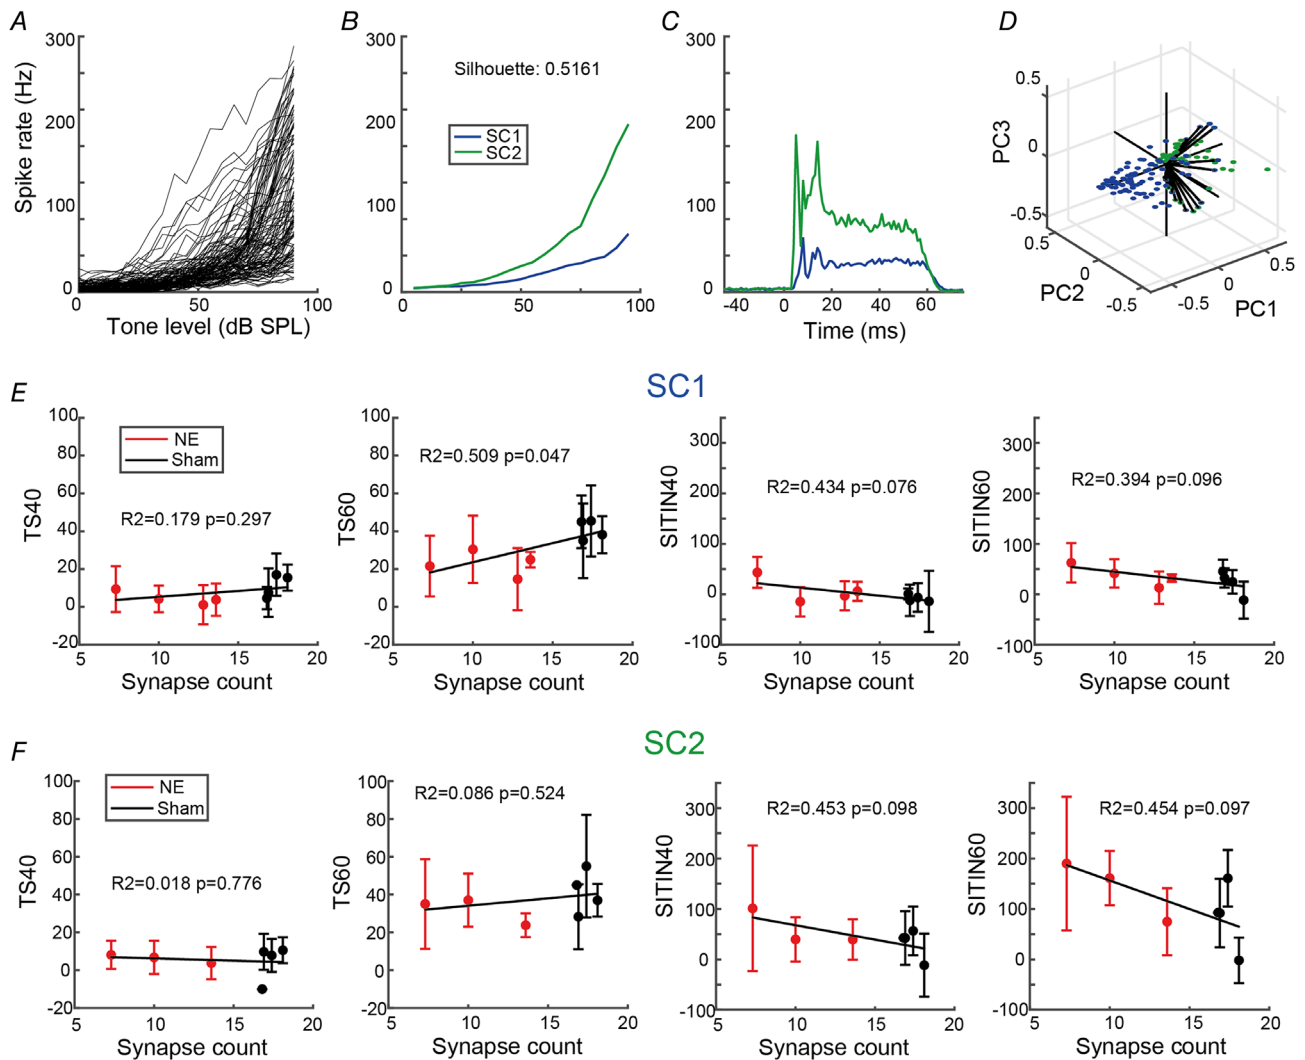 A
B
C
D
300
200
100
0
Spike rate (Hz)
50
100
Tone level (dB SPL)
300
200
100
0
Silhouette: 0.5161
SC1
SC2
50
100
300
200
100
0
-40
-20
0
20
40
60
Time (ms)
0.5
0
-0.5
PC3
0.5
0
-0.5
PC2
-0.5
0
0.5
PC1
SC1
E
100
80
60
40
20
0
-20
TS40
NE
Sham
R2=0.179 p=0.297
5
10
15
20
Synapse count
100
80
60
40
20
0
-20
TS60
R2=0.509 p=0.047
5
10
15
20
Synapse count
300
200
100
0
-100
SITIN40
R2=0.434 p=0.076
5
10
15
20
Synapse count
300
200
100
0
-100
SITIN60
R2=0.394 p=0.096
5
10
15
20
Synapse count
SC2
F
100
80
60
40
20
0
-20
TS40
NE
Sham
R2=0.018 p=0.776
5
10
15
20
Synapse count
100
80
60
40
20
0
-20
TS60
R2=0.086 p=0.524
5
10
15
20
Synapse count
300
200
100
0
-100
SITIN40
R2=0.453 p=0.098
5
10
15
20
Synapse count
300
200
100
0
-100
SITIN60
R2=0.454 p=0.097
5
10
15
20
Synapse count